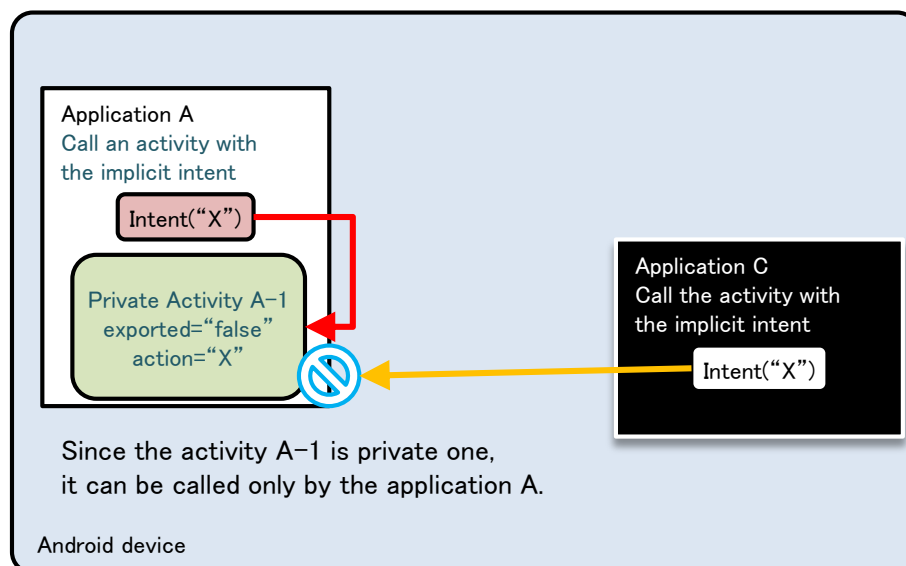 Application A
Call an activity with
the implicit intent
Intent(“X”)
Private Activity A-1
exported=“false”
action=“X”
Application C
Call the activity with
the implicit intent
Intent(“X”)
Since the activity A-1 is private one,
it can be called only by the application A.
Android device